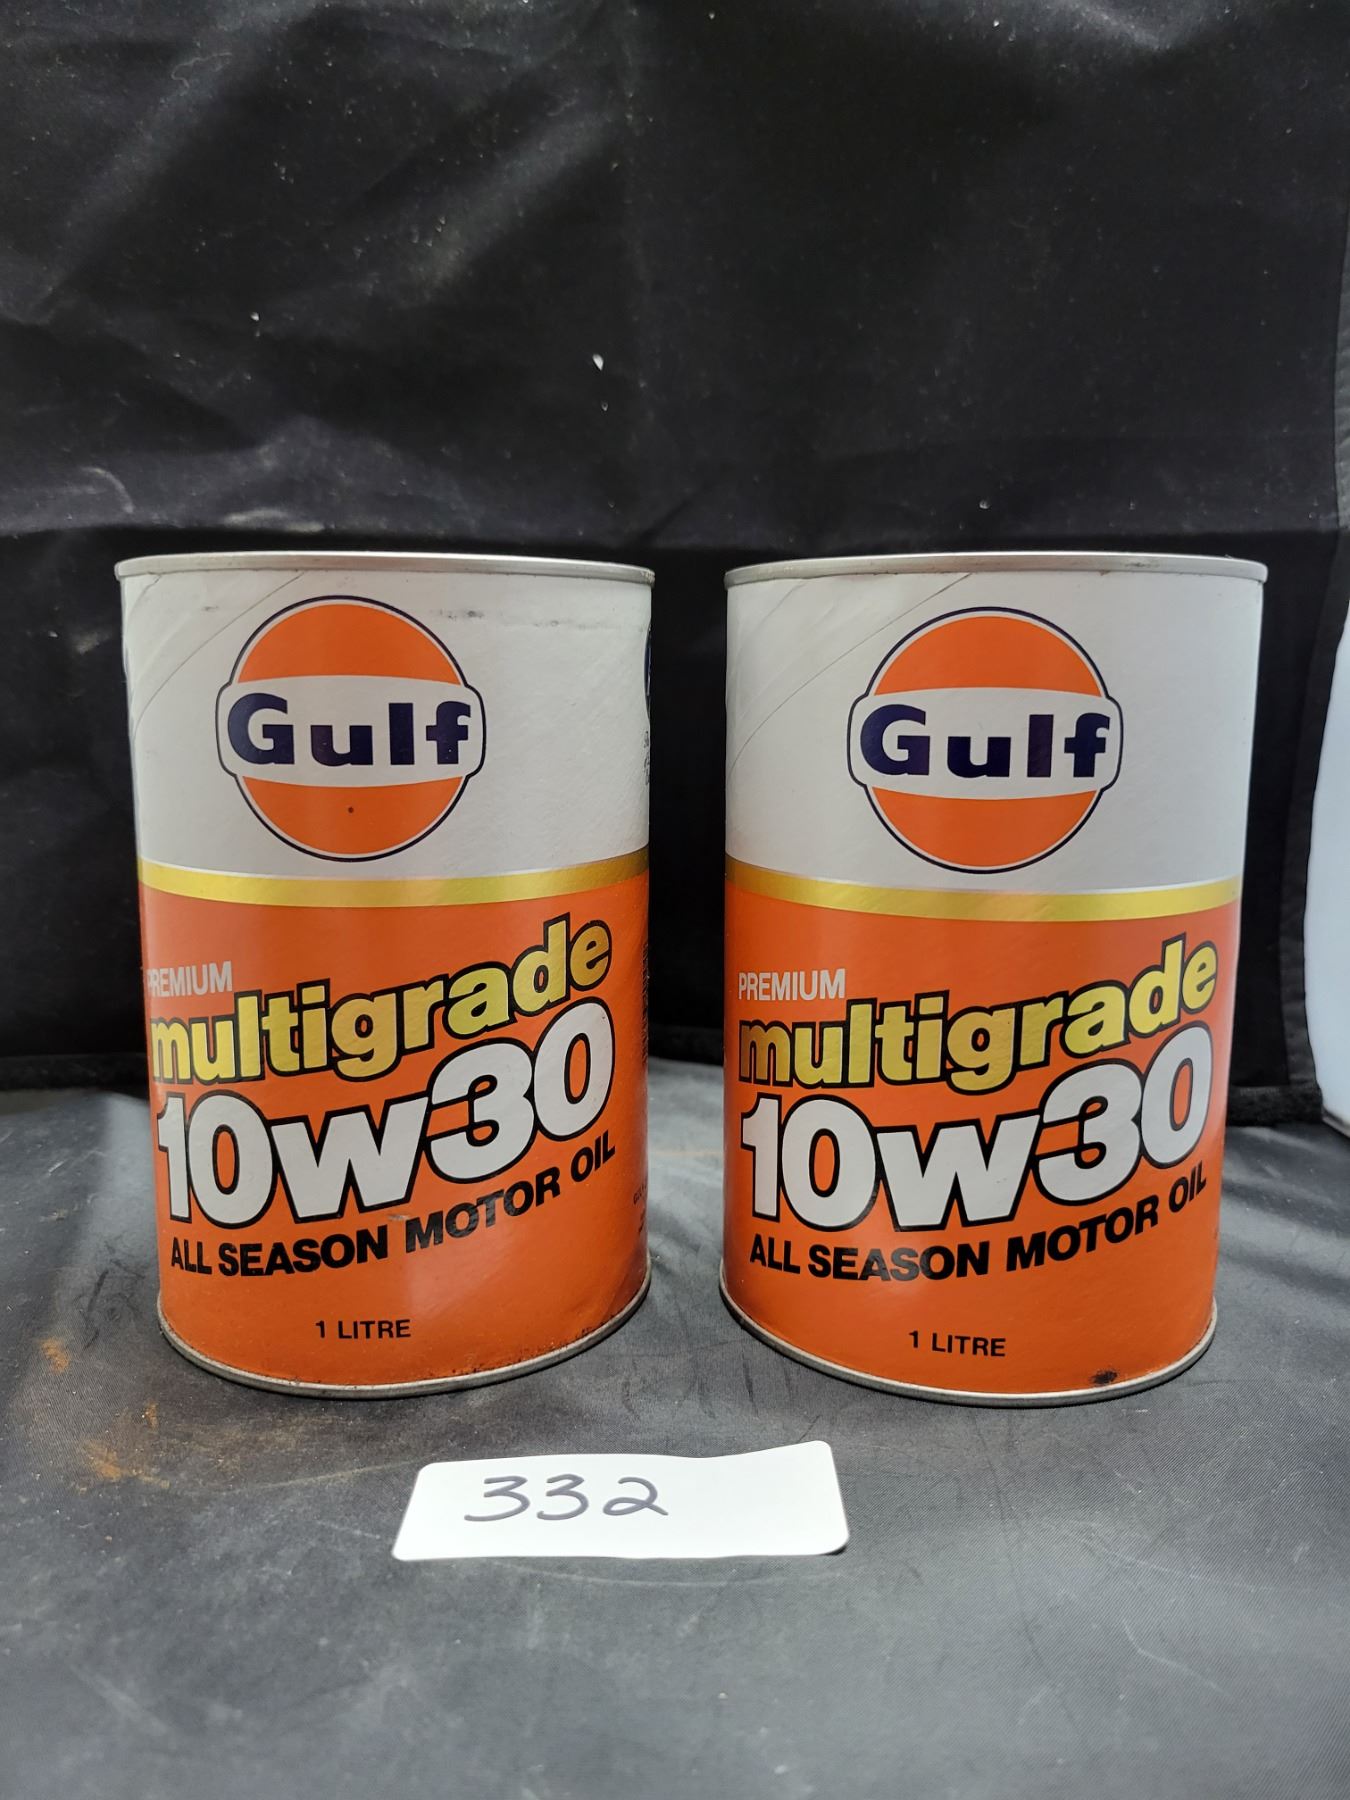 Gulf
PREMIUM
multigrade
10w30
ALL SEASON MOTOR OIL
1 LITRE
Gulf
PREMIUM
multigrade
10w30
ALL SEASON MOTOR OIL
1 LITRE
332